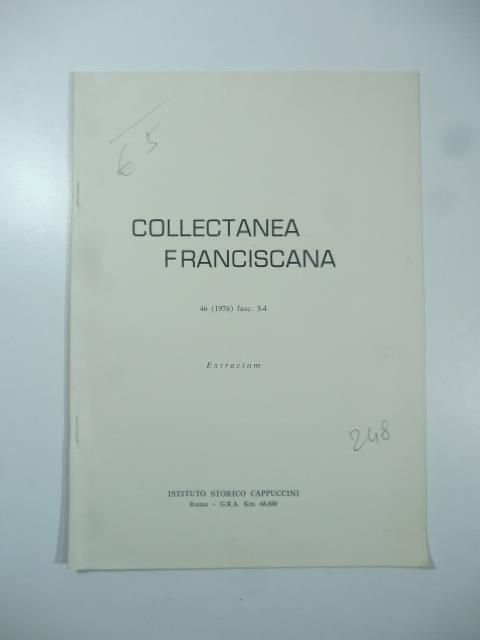 € 5
COLLECTANEA
FRANCISCANA
46 (1976) fasc. 3-4
Extractum
248
ISTITUTO STORICO CAPPUCCINI
Roma – G.R.A. Km 68,800